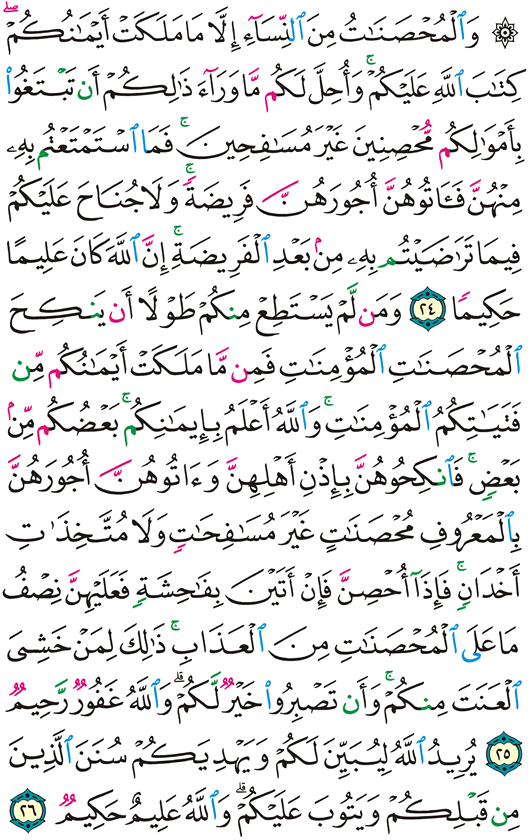 ۞ وَٱلْمُحْصَنَٰتُ مِنَ ٱلنِّسَآءِ إِلَّا مَا مَلَكَتْ أَيْمَٰنُكُمْ ۖ
كِتَٰبَ ٱللَّهِ عَلَيْكُمْ ۚ وَأُحِلَّ لَكُم مَّا وَرَآءَ ذَٰلِكُمْ أَن تَبْتَغُوا۟
بِأَمْوَٰلِكُم مُّحْصِنِينَ غَيْرَ مُسَٰفِحِينَ ۚ فَمَا ٱسْتَمْتَعْتُم بِهِۦ
مِنْهُنَّ فَـَٔاتُوهُنَّ أُجُورَهُنَّ فَرِيضَةً ۚ وَلَا جُنَاحَ عَلَيْكُمْ
فِيمَا تَرَٰضَيْتُم بِهِۦ مِنۢ بَعْدِ ٱلْفَرِيضَةِ ۚ إِنَّ ٱللَّهَ كَانَ عَلِيمًا
حَكِيمًا ٢٤ وَمَن لَّمْ يَسْتَطِعْ مِنكُمْ طَوْلًا أَن يَنكِحَ
ٱلْمُحْصَنَٰتِ ٱلْمُؤْمِنَٰتِ فَمِن مَّا مَلَكَتْ أَيْمَٰنُكُم مِّن
فَتَيَٰتِكُمُ ٱلْمُؤْمِنَٰتِ ۚ وَٱللَّهُ أَعْلَمُ بِإِيمَٰنِكُم ۚ بَعْضُكُم مِّنۢ
بَعْضٍ ۚ فَٱنكِحُوهُنَّ بِإِذْنِ أَهْلِهِنَّ وَءَاتُوهُنَّ أُجُورَهُنَّ
بِٱلْمَعْرُوفِ مُحْصَنَٰتٍ غَيْرَ مُسَٰفِحَٰتٍ وَلَا مُتَّخِذَٰتِ
أَخْدَانٍ ۚ فَإِذَآ أُحْصِنَّ فَإِنْ أَتَيْنَ بِفَٰحِشَةٍ فَعَلَيْهِنَّ نِصْفُ
مَا عَلَى ٱلْمُحْصَنَٰتِ مِنَ ٱلْعَذَابِ ۚ ذَٰلِكَ لِمَنْ خَشِىَ
ٱلْعَنَتَ مِنكُمْ ۚ وَأَن تَصْبِرُوا۟ خَيْرٌ لَّكُمْ ۗ وَٱللَّهُ غَفُورٌ رَّحِيمٌ
٢٥ يُرِيدُ ٱللَّهُ لِيُبَيِّنَ لَكُمْ وَيَهْدِيَكُمْ سُنَنَ ٱلَّذِينَ
مِن قَبْلِكُمْ وَيَتُوبَ عَلَيْكُمْ ۗ وَٱللَّهُ عَلِيمٌ حَكِيمٌ ٢٦